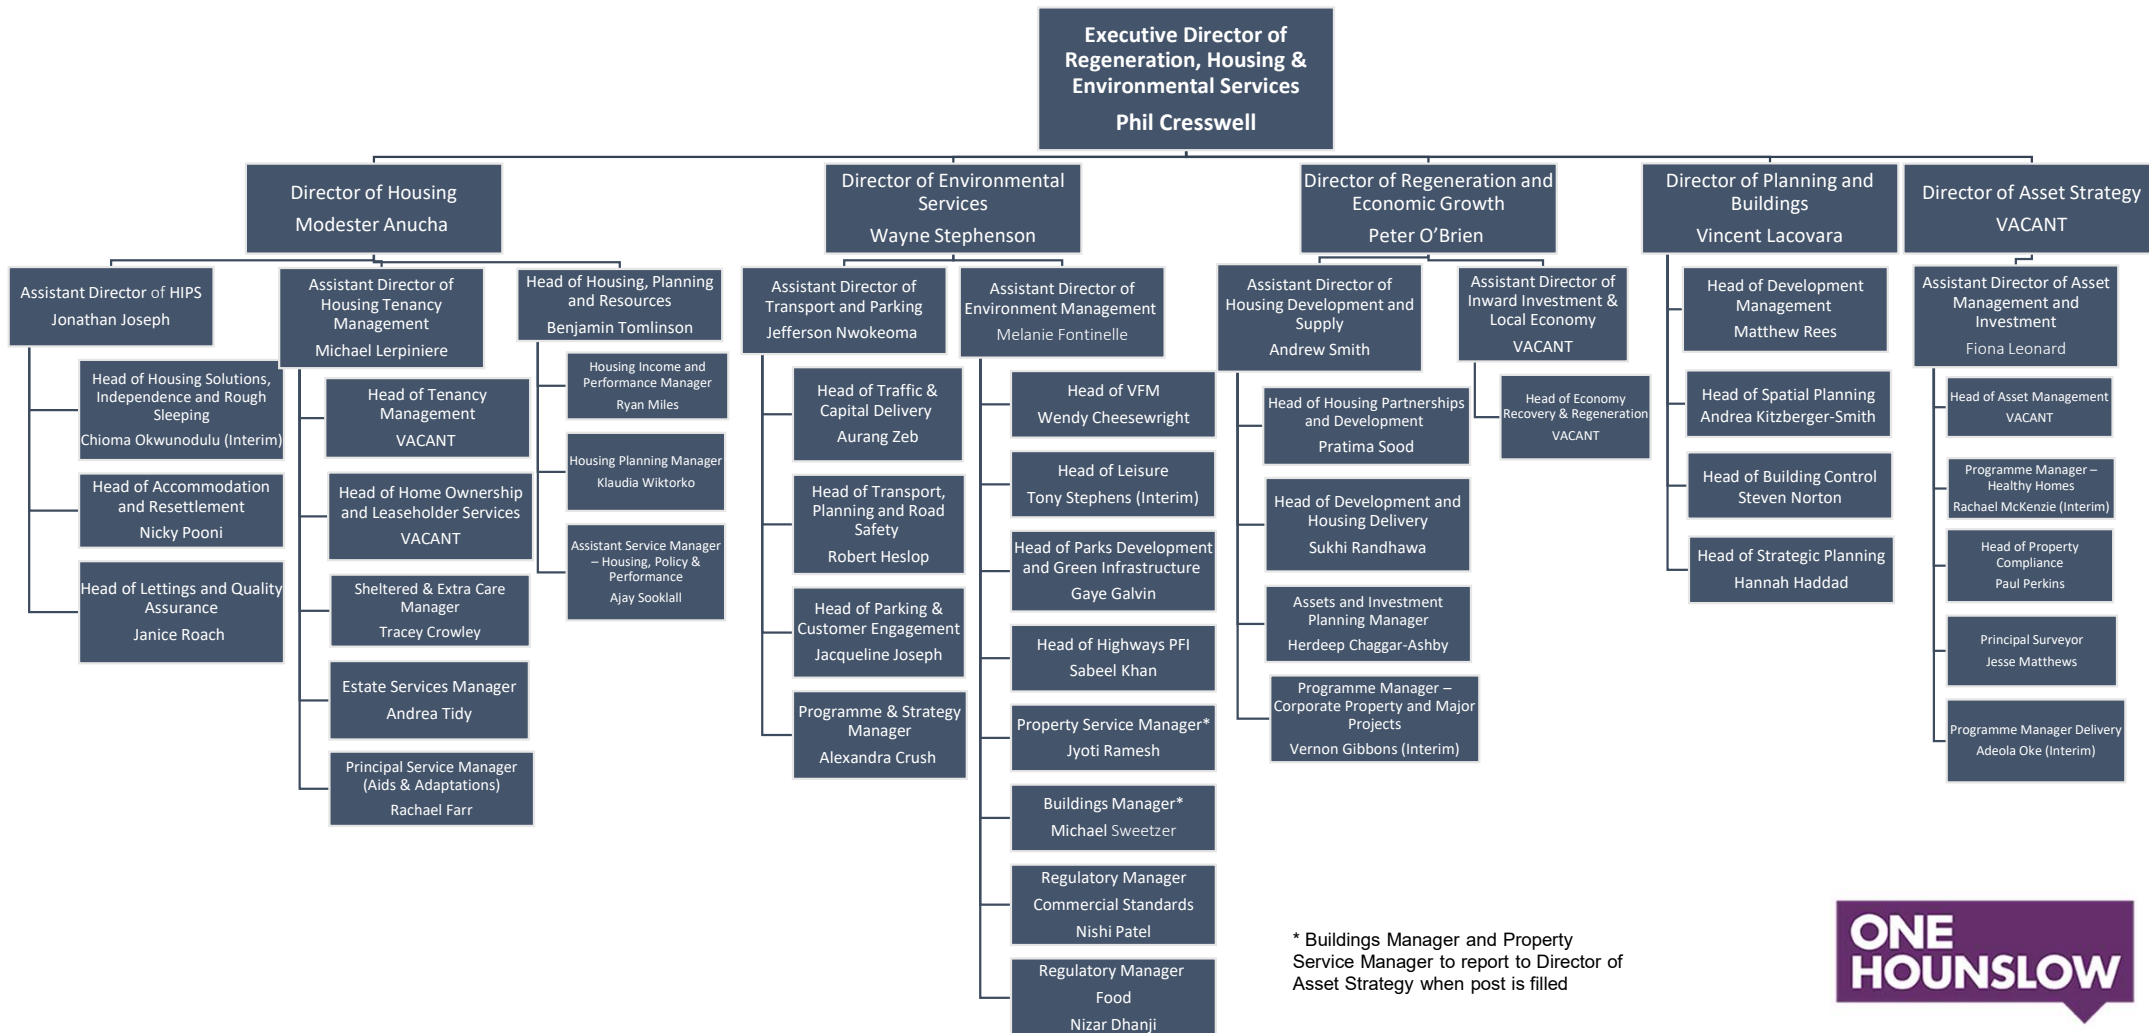 Executive Director of
Regeneration, Housing &
Environmental Services
Phil Cresswell
Director of Housing
Modester Anucha
Director of Environmental
Services
Wayne Stephenson
Director of Regeneration and
Economic Growth
Peter O’Brien
Director of Planning and
Buildings
Vincent Lacovara
Director of Asset Strategy
VACANT
Assistant Director of HIPS
Jonathan Joseph
Head of Housing Solutions,
Independence and Rough
Sleeping
Chioma Okwunodulu (Interim)
Head of Accommodation
and Resettlement
Nicky Pooni
Head of Lettings and Quality
Assurance
Janice Roach
Assistant Director of
Housing Tenancy
Management
Michael Lerpiniere
Head of Tenancy
Management
VACANT
Head of Home Ownership
and Leaseholder Services
VACANT
Sheltered & Extra Care
Manager
Tracey Crowley
Estate Services Manager
Andrea Tidy
Principal Service Manager
(Aids & Adaptations)
Rachael Farr
Head of Housing, Planning
and Resources
Benjamin Tomlinson
Housing Income and
Performance Manager
Ryan Miles
Housing Planning Manager
Klaudia Wiktorko
Assistant Service Manager
– Housing, Policy &
Performance
Ajay Sooklall
Assistant Director of
Transport and Parking
Jefferson Nwokeoma
Head of Traffic &
Capital Delivery
Aurang Zeb
Head of Transport,
Planning and Road
Safety
Robert Heslop
Head of Parking &
Customer Engagement
Jacqueline Joseph
Programme & Strategy
Manager
Alexandra Crush
Assistant Director of
Environment Management
Melanie Fontinelle
Head of VFM
Wendy Cheesewright
Head of Leisure
Tony Stephens (Interim)
Head of Parks Development
and Green Infrastructure
Gaye Galvin
Head of Highways PFI
Sabeel Khan
Property Service Manager*
Jyoti Ramesh
Buildings Manager*
Michael Sweetzer
Regulatory Manager
Commercial Standards
Nishi Patel
Regulatory Manager
Food
Nizar Dhanji
Assistant Director of
Housing Development and
Supply
Andrew Smith
Head of Housing Partnerships
and Development
Pratima Sood
Head of Development and
Housing Delivery
Sukhi Randhawa
Assets and Investment
Planning Manager
Herdeep Chaggar-Ashby
Programme Manager –
Corporate Property and Major
Projects
Vernon Gibbons (Interim)
Assistant Director of
Inward Investment &
Local Economy
VACANT
Head of Economy
Recovery & Regeneration
VACANT
Head of Development
Management
Matthew Rees
Head of Spatial Planning
Andrea Kitzberger-Smith
Head of Building Control
Steven Norton
Head of Strategic Planning
Hannah Haddad
Assistant Director of Asset
Management and
Investment
Fiona Leonard
Head of Asset Management
VACANT
Programme Manager –
Healthy Homes
Rachael McKenzie (Interim)
Head of Property
Compliance
Paul Perkins
Principal Surveyor
Jesse Matthews
Programme Manager Delivery
Adeola Oke (Interim)
* Buildings Manager and Property
Service Manager to report to Director of
Asset Strategy when post is filled
ONE
HOUNSLOW